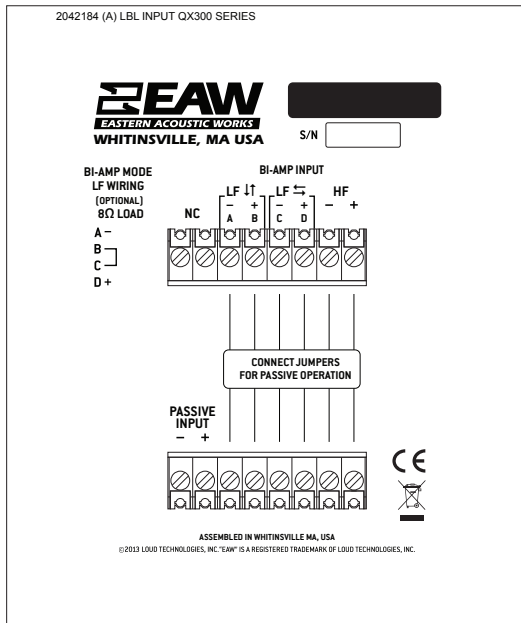 2042184 (A) LBL INPUT QX300 SERIES
EAW
EASTERN ACOUSTIC WORKS
WHITINSVILLE, MA USA
S/N
BI-AMP MODE
LF WIRING
(OPTIONAL)
8Ω LOAD
A −
B
C
D +
BI-AMP INPUT
NC
LF ↓↑ LF ⇆ HF
− + − + − +
A B C D
CONNECT JUMPERS
FOR PASSIVE OPERATION
PASSIVE
INPUT
− +
CE
ASSEMBLED IN WHITINSVILLE MA, USA
©2013 LOUD TECHNOLOGIES, INC."EAW" IS A REGISTERED TRADEMARK OF LOUD TECHNOLOGIES, INC.